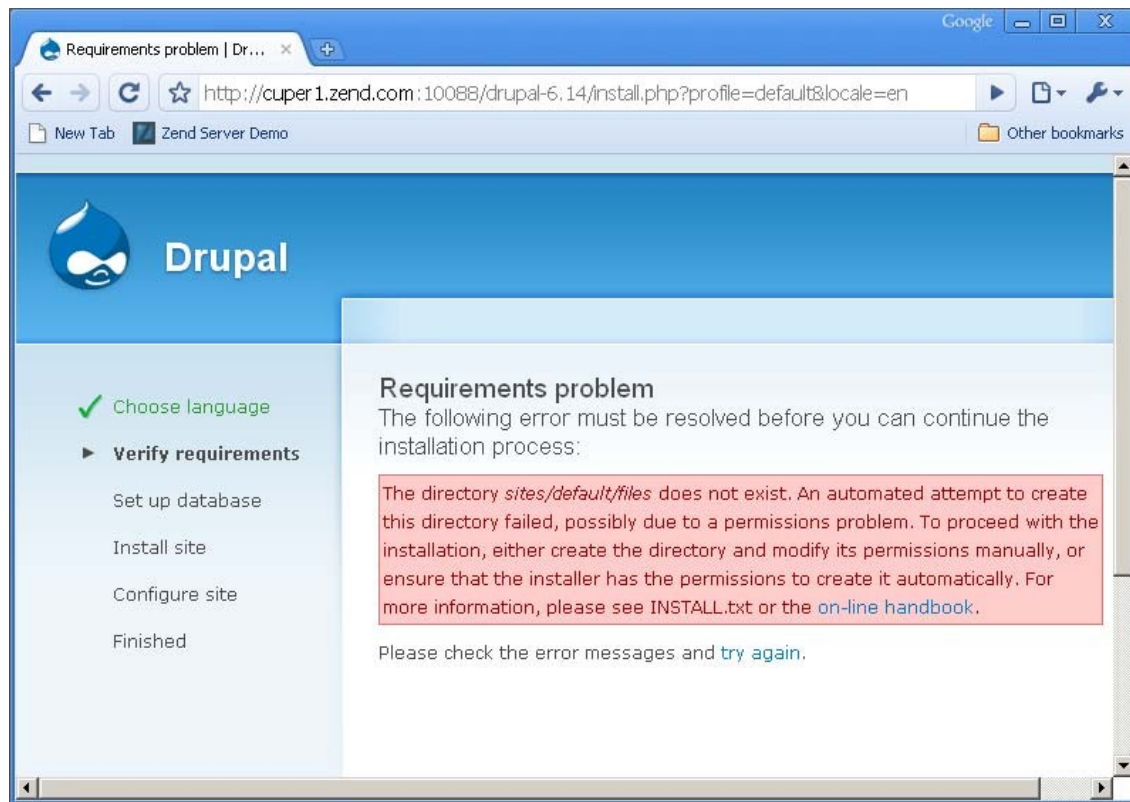 Google
Requirements problem | Dr...
http://cuper1.zend.com:10088/drupal-6.14/install.php?profile=default&locale=en
New Tab
Zend Server Demo
Other bookmarks
Drupal
Choose language
Verify requirements
Set up database
Install site
Configure site
Finished
Requirements problem
The following error must be resolved before you can continue the
installation process:
The directory sites/default/files does not exist. An automated attempt to create
this directory failed, possibly due to a permissions problem. To proceed with the
installation, either create the directory and modify its permissions manually, or
ensure that the installer has the permissions to create it automatically. For
more information, please see INSTALL.txt or the on-line handbook.
Please check the error messages and try again.